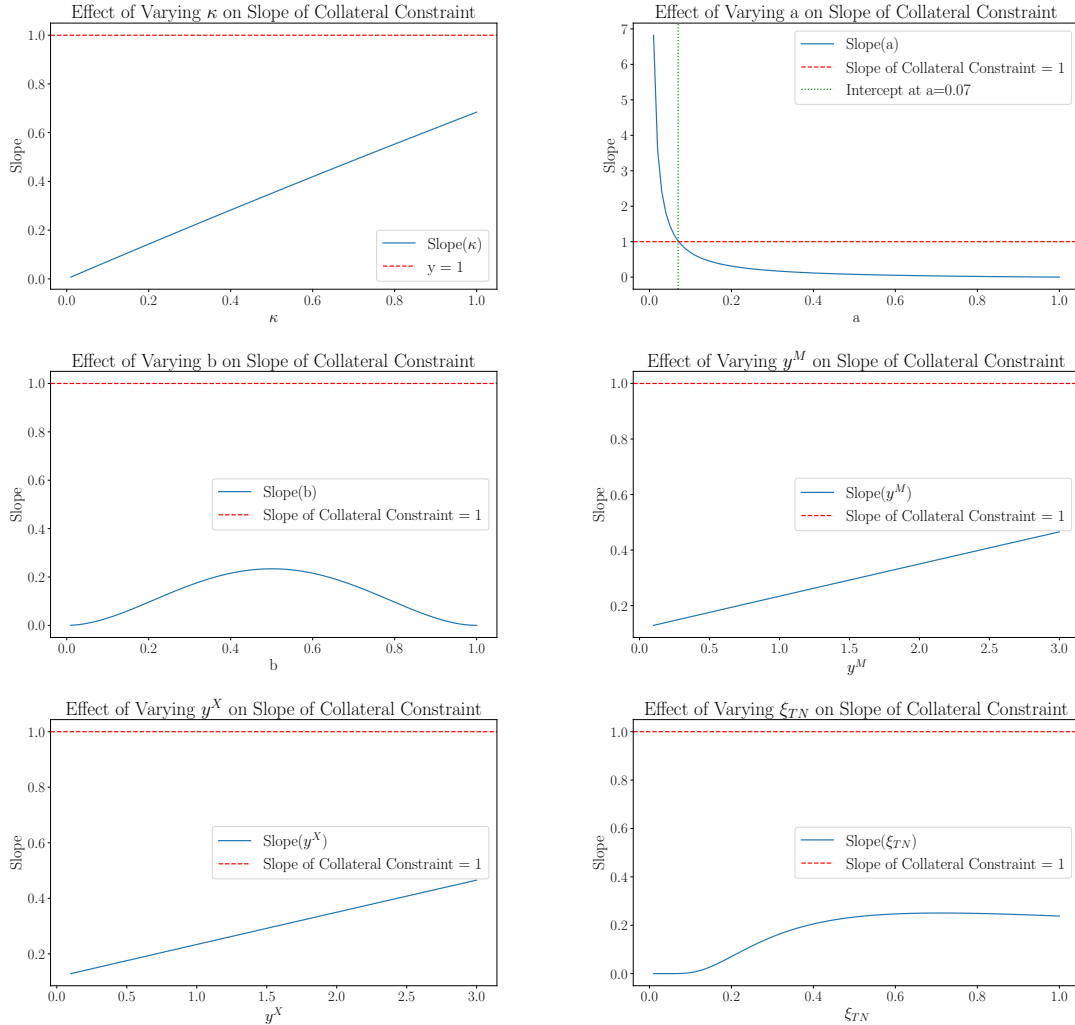 Effect of Varying κ on Slope of Collateral Constraint
1.0
0.8
0.6
0.4
0.2
0.0
Slope
Slope(κ)
y = 1
0.0 0.2 0.4 0.6 0.8 1.0
κ
Effect of Varying a on Slope of Collateral Constraint
7
6
5
4
3
2
1
0
Slope
Slope(a)
Slope of Collateral Constraint = 1
Intercept at a=0.07
0.0 0.2 0.4 0.6 0.8 1.0
a
Effect of Varying b on Slope of Collateral Constraint
1.0
0.8
0.6
0.4
0.2
0.0
Slope
Slope(b)
Slope of Collateral Constraint = 1
0.0 0.2 0.4 0.6 0.8 1.0
b
Effect of Varying y^M on Slope of Collateral Constraint
1.0
0.8
0.6
0.4
0.2
Slope
Slope(y^M)
Slope of Collateral Constraint = 1
0.0 0.5 1.0 1.5 2.0 2.5 3.0
y^M
Effect of Varying y^X on Slope of Collateral Constraint
1.0
0.8
0.6
0.4
0.2
Slope
Slope(y^X)
Slope of Collateral Constraint = 1
0.0 0.5 1.0 1.5 2.0 2.5 3.0
y^X
Effect of Varying ξ_TN on Slope of Collateral Constraint
1.0
0.8
0.6
0.4
0.2
0.0
Slope
Slope(ξ_TN)
Slope of Collateral Constraint = 1
0.0 0.2 0.4 0.6 0.8 1.0
ξ_TN